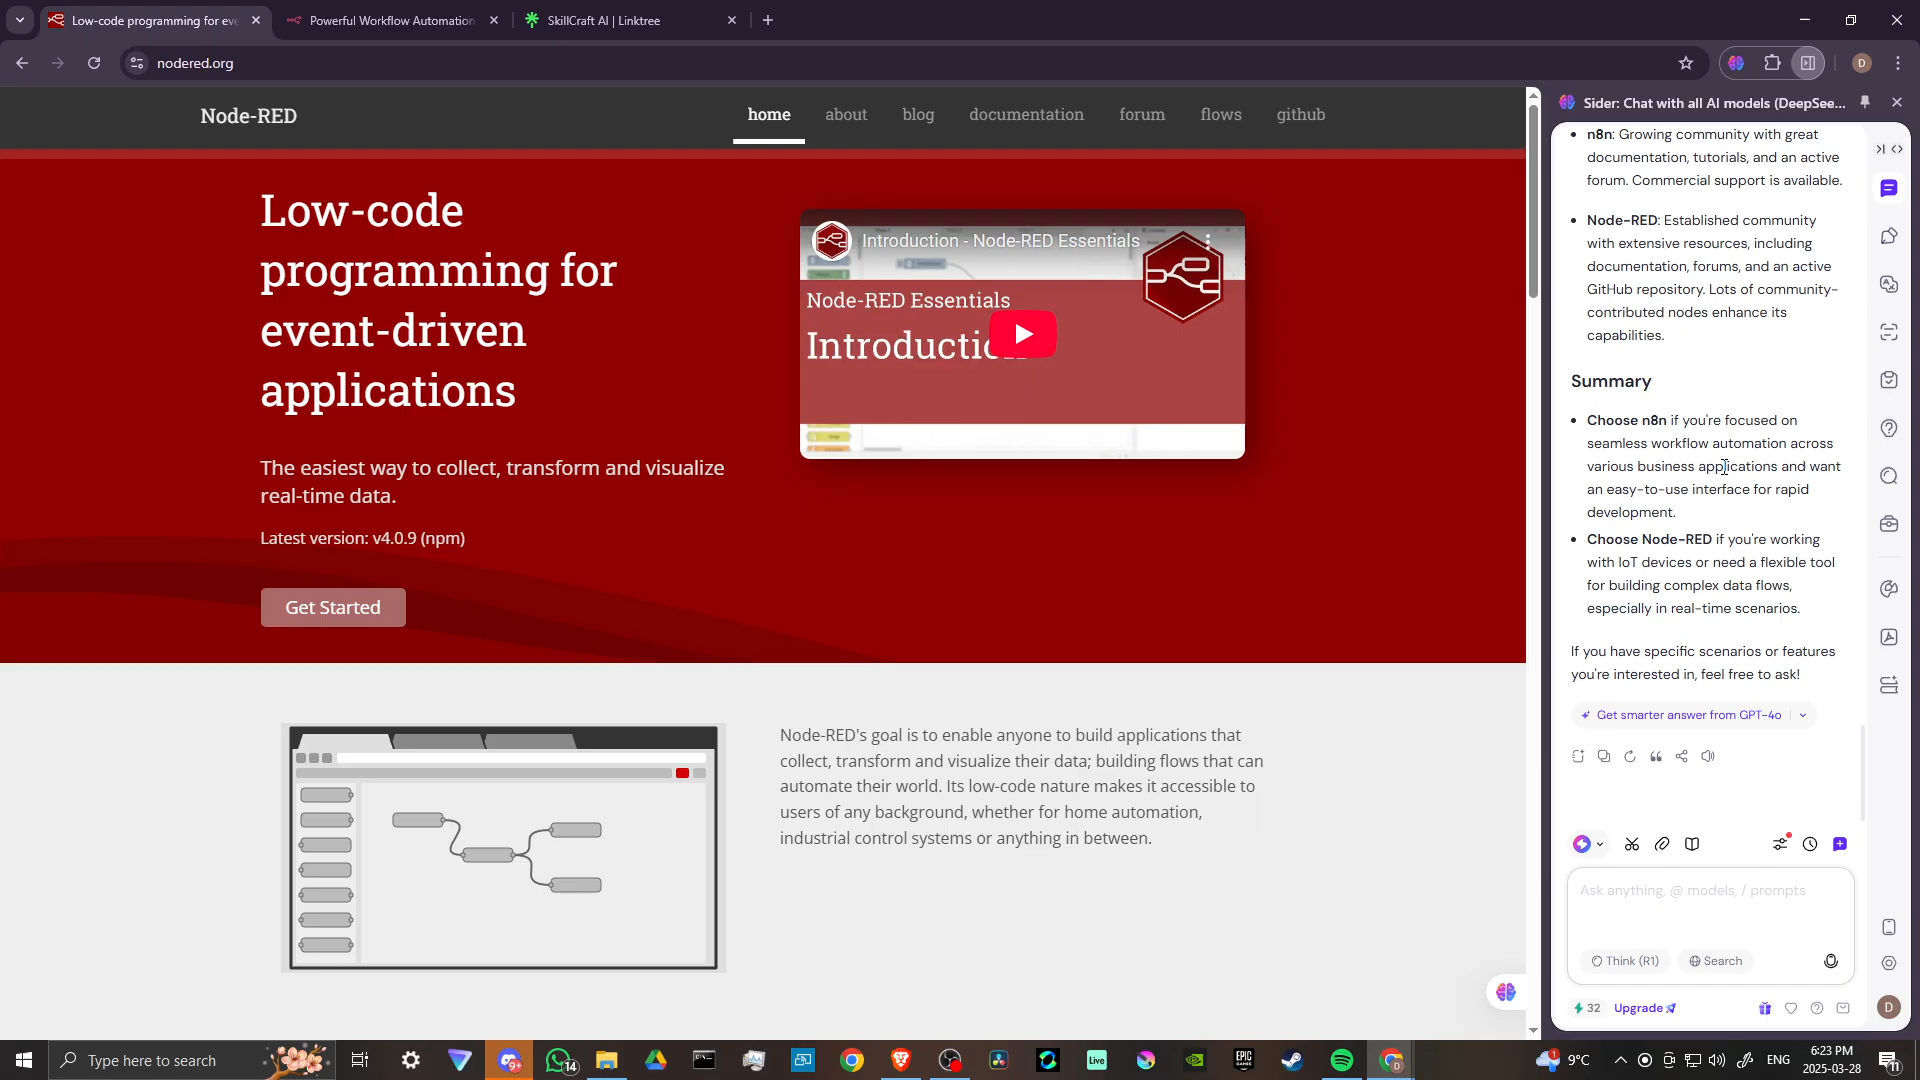 Low-code programming for eve
Powerful Workflow Automation
SkillCraft AI | Linktree
nodered.org
D
Node-RED
home
about
blog
documentation
forum
flows
github
Low-code
programming for
event-driven
applications
The easiest way to collect, transform and visualize
real-time data.
Latest version: v4.0.9 (npm)
Get Started
Introduction - Node-RED Essentials
Node-RED Essentials
Introduction
Node-RED's goal is to enable anyone to build applications that
collect, transform and visualize their data; building flows that can
automate their world. Its low-code nature makes it accessible to
users of any background, whether for home automation,
industrial control systems or anything in between.
Sider: Chat with all AI models (DeepSee...
n8n: Growing community with great
documentation, tutorials, and an active
forum. Commercial support is available.
Node-RED: Established community
with extensive resources, including
documentation, forums, and an active
GitHub repository. Lots of community-
contributed nodes enhance its
capabilities.
Summary
Choose n8n if you're focused on
seamless workflow automation across
various business applications and want
an easy-to-use interface for rapid
development.
Choose Node-RED if you're working
with IoT devices or need a flexible tool
for building complex data flows,
especially in real-time scenarios.
If you have specific scenarios or features
you're interested in, feel free to ask!
Get smarter answer from GPT-4o
Ask anything, @ models, / prompts
Think (R1)
Search
32
Upgrade
D
Type here to search
9+
14
Live
EPIC GAMES
D
1
9°C
ENG
6:23 PM
2025-03-28
11